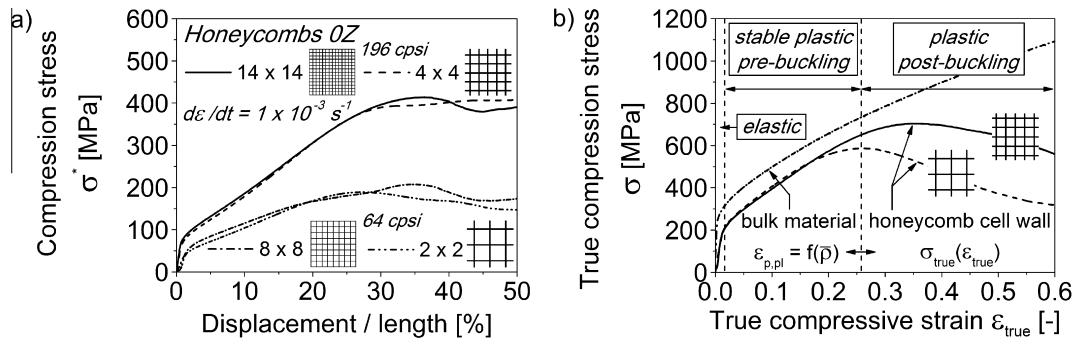 a)
Compression stress
σ* [MPa]
600
500
400
300
200
100
0
Honeycombs 0Z
196 cpsi
14 x 14
4 x 4
dε/dt = 1 x 10⁻³ s⁻¹
64 cpsi
8 x 8
2 x 2
0 10 20 30 40 50
Displacement / length [%]
b)
True compression stress
σ [MPa]
1200
1000
800
600
400
200
0
stable plastic
pre-buckling
plastic
post-buckling
elastic
bulk material
honeycomb cell wall
ε_p,pl = f(ρ̅)
σ_true(ε_true)
0.0 0.1 0.2 0.3 0.4 0.5 0.6
True compressive strain ε_true [-]